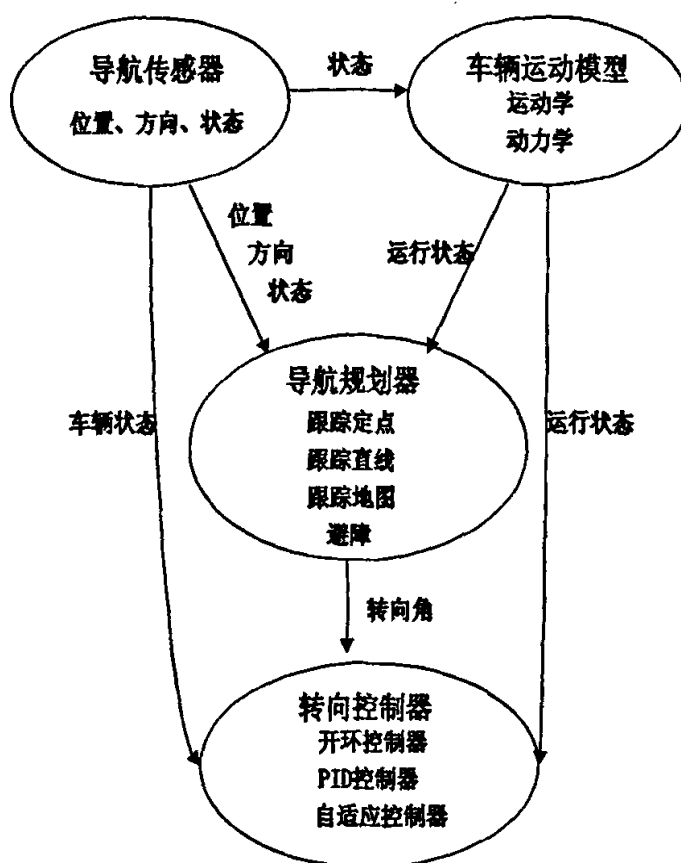 导航传感器
位置、方向、状态
状态
车辆运动模型
运动学
动力学
位置
方向
状态
运行状态
导航规划器
跟踪定点
跟踪直线
跟踪地图
避障
车辆状态
运行状态
转向角
转向控制器
开环控制器
PID控制器
自适应控制器